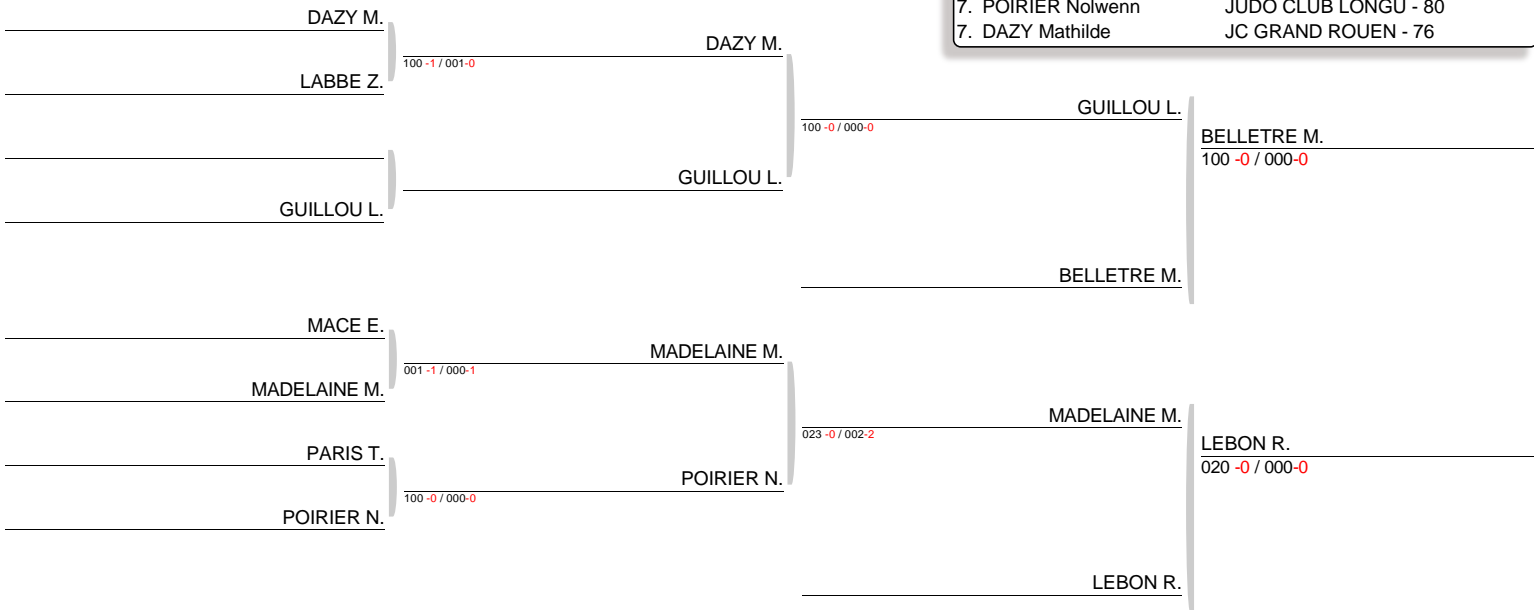 7. POIRIER Nolwenn JUDO CLUB LONGU - 80
7. DAZY Mathilde JC GRAND ROUEN - 76
DAZY M.
LABBE Z.
GUILLOU L.
MACE E.
MADELAINE M.
PARIS T.
POIRIER N.
DAZY M.
100 -1 / 001-0
GUILLOU L.
MADELAINE M.
001 -1 / 000-1
POIRIER N.
100 -0 / 000-0
GUILLOU L.
100 -0 / 000-0
BELLETRE M.
MADELAINE M.
023 -0 / 002-2
LEBON R.
BELLETRE M.
100 -0 / 000-0
LEBON R.
020 -0 / 000-0